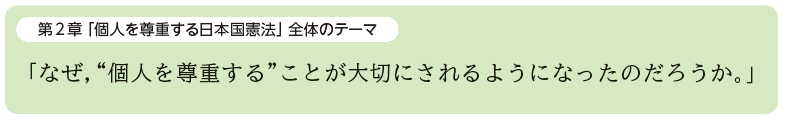 第2章「個人を尊重する日本国憲法」全体のテーマ
「なぜ，“個人を尊重する”ことが大切にされるようになったのだろうか。」